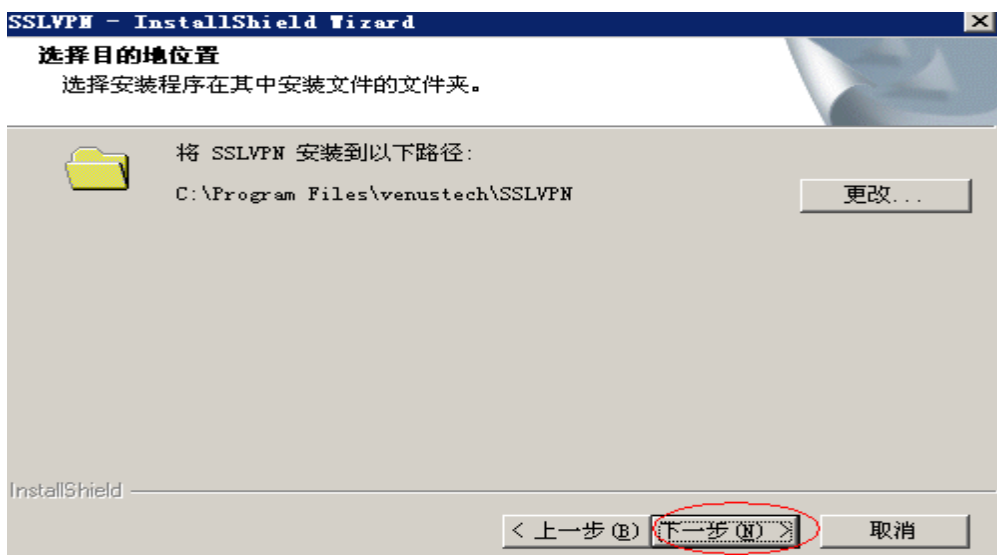 SSLVPN - InstallShield Wizard
选择目的地位置
选择安装程序在其中安装文件的文件夹。
将 SSLVPN 安装到以下路径:
C:\Program Files\venustech\SSLVPN
更改...
InstallShield
< 上一步(B) 下一步(N) > 取消